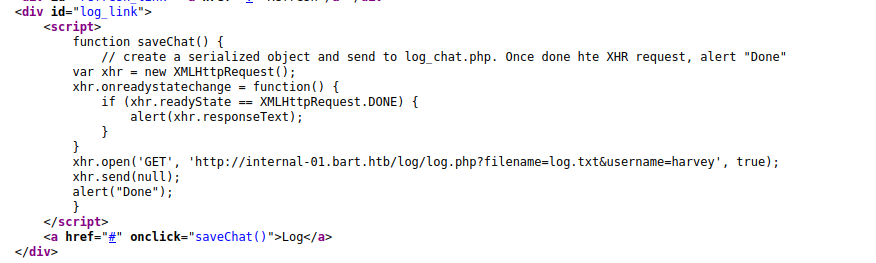 <div id="log_link">
<script>
function saveChat() {
// create a serialized object and send to log_chat.php. Once done hte XHR request, alert "Done"
var xhr = new XMLHttpRequest();
xhr.onreadystatechange = function() {
if (xhr.readyState == XMLHttpRequest.DONE) {
alert(xhr.responseText);
}
}
xhr.open('GET', 'http://internal-01.bart.htb/log/log.php?filename=log.txt&username=harvey', true);
xhr.send(null);
alert("Done");
}
</script>
<a href="#" onclick="saveChat()">Log</a>
</div>